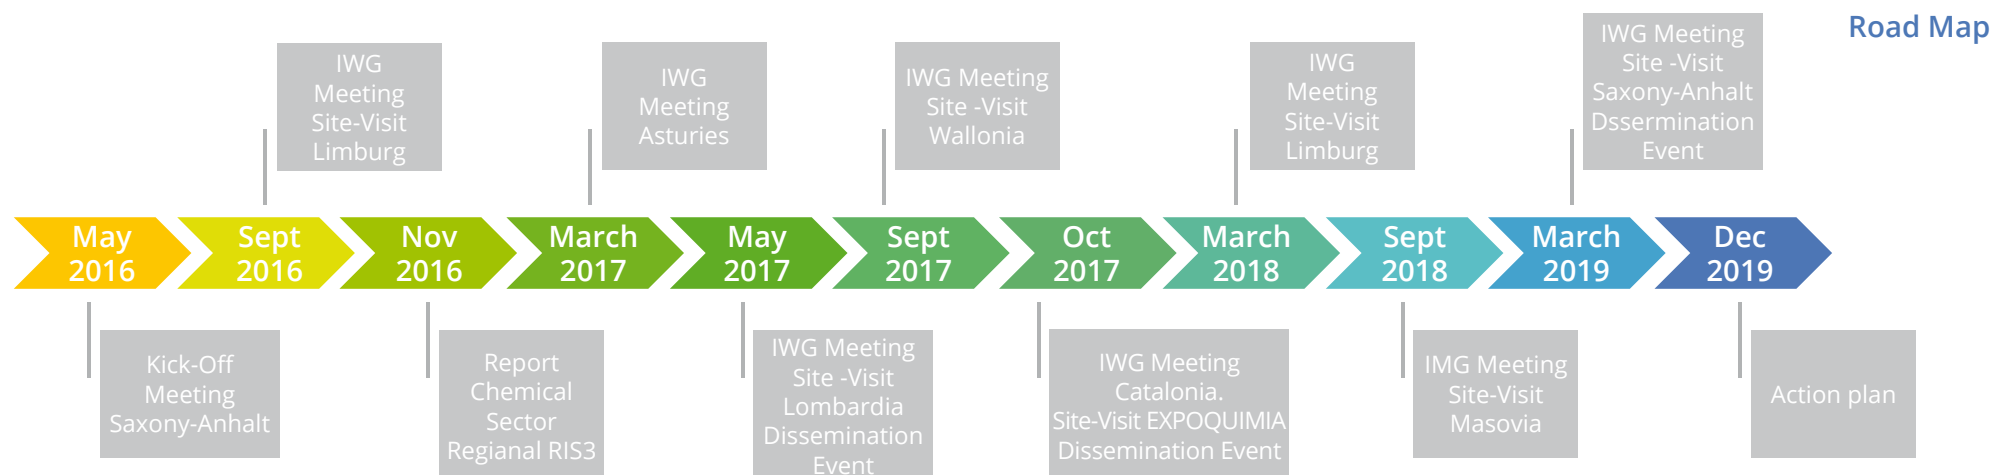 Road Map
IWG
Meeting
Site-Visit
Limburg
IWG
Meeting
Asturies
IWG Meeting
Site -Visit
Wallonia
IWG
Meeting
Site-Visit
Limburg
IWG Meeting
Site -Visit
Saxony-Anhalt
Dssermination
Event
May
2016
Sept
2016
Nov
2016
March
2017
May
2017
Sept
2017
Oct
2017
March
2018
Sept
2018
March
2019
Dec
2019
Kick-Off
Meeting
Saxony-Anhalt
Report
Chemical
Sector
Regianal RIS3
IWG Meeting
Site -Visit
Lombardia
Dissemination
Event
IWG Meeting
Catalonia.
Site-Visit EXPOQUIMIA
Dissemination Event
IMG Meeting
Site-Visit
Masovia
Action plan